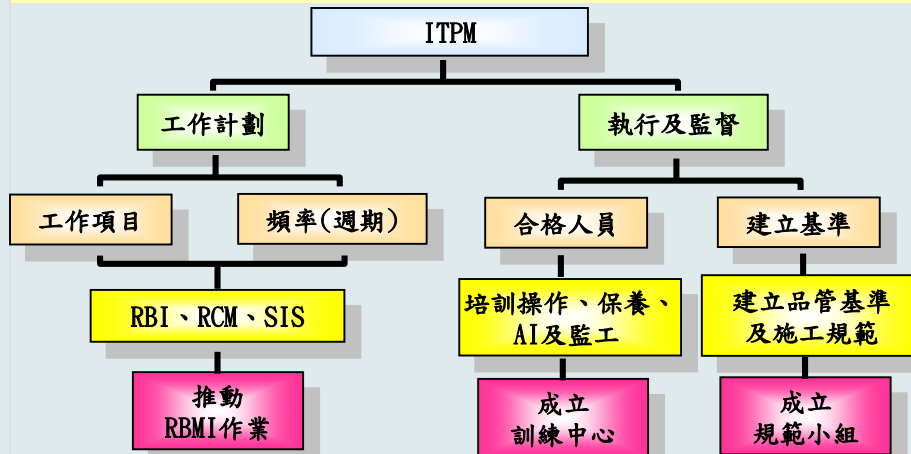 ITPM
工作計劃
執行及監督
工作項目
頻率(週期)
合格人員
建立基準
RBI、RCM、SIS
培訓操作、保養、
AI及監工
建立品管基準
及施工規範
推動
RBMI作業
成立
訓練中心
成立
規範小組